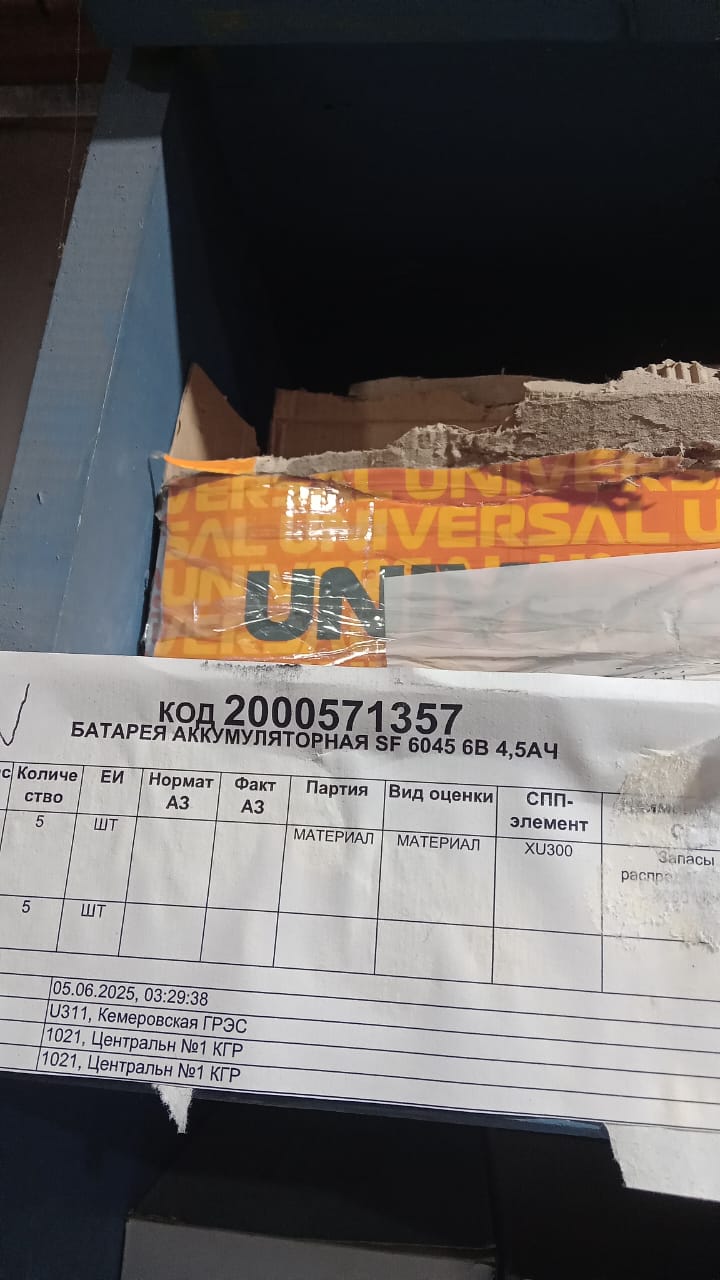 UNIVERSAL
SAL UNIVERSAL U
UN
КОД 2000571357
БАТАРЕЯ АККУМУЛЯТОРНАЯ SF 6045 6В 4,5АЧ
Количе ЕИ Нормат Факт Партия Вид оценки СПП-
ство АЗ АЗ элемент
5 ШТ МАТЕРИАЛ МАТЕРИАЛ XU300 Запасы
5 ШТ
05.06.2025, 03:29:38
U311, Кемеровская ГРЭС
1021, Центральн №1 КГР
1021, Центральн №1 КГР